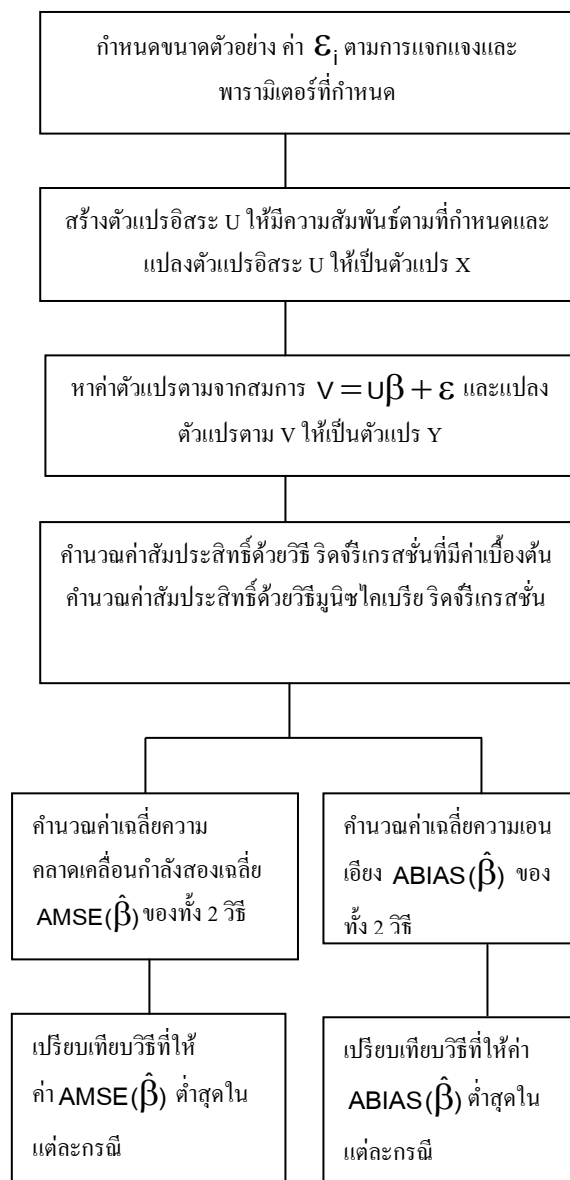 กำหนดขนาดตัวอย่าง ค่า εᵢ ตามการแจกแจงและ
พารามิเตอร์ที่กำหนด
สร้างตัวแปรอิสระ U ให้มีความสัมพันธ์ตามที่กำหนดและ
แปลงตัวแปรอิสระ U ให้เป็นตัวแปร X
หาค่าตัวแปรตามจากสมการ V = Uβ + ε และแปลง
ตัวแปรตาม V ให้เป็นตัวแปร Y
คำนวณค่าสัมประสิทธิ์ด้วยวิธี ริดจ์รีเกรสชั่นที่มีค่าเบื้องต้น
คำนวณค่าสัมประสิทธิ์ด้วยวิธีมูนิซไคเบรีย ริดจ์รีเกรสชั่น
คำนวณค่าเฉลี่ยความ
คลาดเคลื่อนกำลังสองเฉลี่ย
AMSE(β̂) ของทั้ง 2 วิธี
คำนวณค่าเฉลี่ยความเอน
เอียง ABIAS(β̂) ของ
ทั้ง 2 วิธี
เปรียบเทียบวิธีที่ให้
ค่า AMSE(β̂) ต่ำสุดใน
แต่ละกรณี
เปรียบเทียบวิธีที่ให้ค่า
ABIAS(β̂) ต่ำสุดใน
แต่ละกรณี